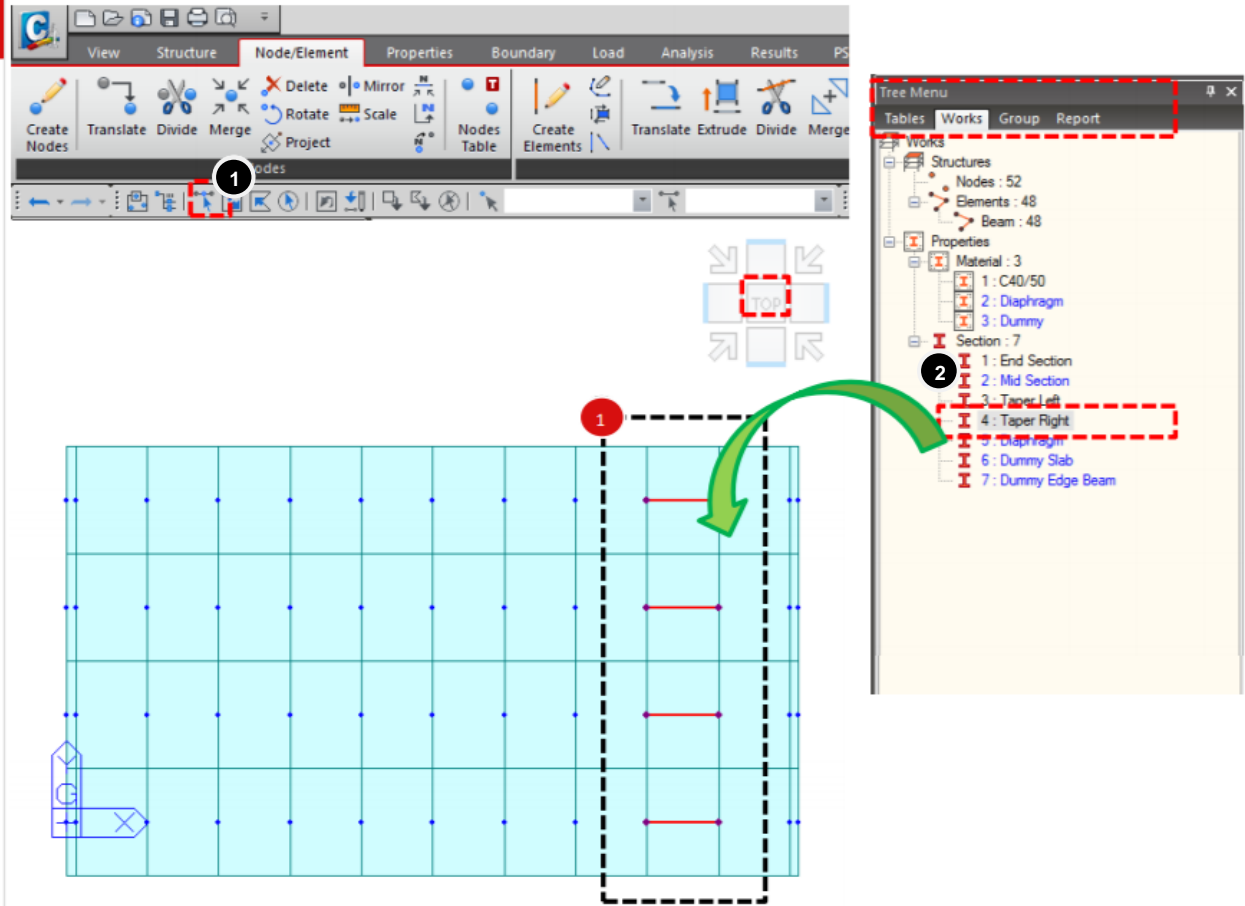 C
View Structure Node/Element Properties Boundary Load Analysis Results PS
Create Nodes
Translate Divide Merge
Delete Mirror
Rotate Scale
Project
Nodes Table
Create Elements
Translate Extrude Divide Merge
odes
1
TOP
Tree Menu
Tables Works Group Report
Works
Structures
Nodes : 52
Elements : 48
Beam : 48
Properties
Material : 3
1 : C40/50
2 : Diaphragm
3 : Dummy
Section : 7
1 : End Section
2 : Mid Section
3 : Taper Left
4 : Taper Right
5 : Diaphragm
6 : Dummy Slab
7 : Dummy Edge Beam
2
1
Y
G
X